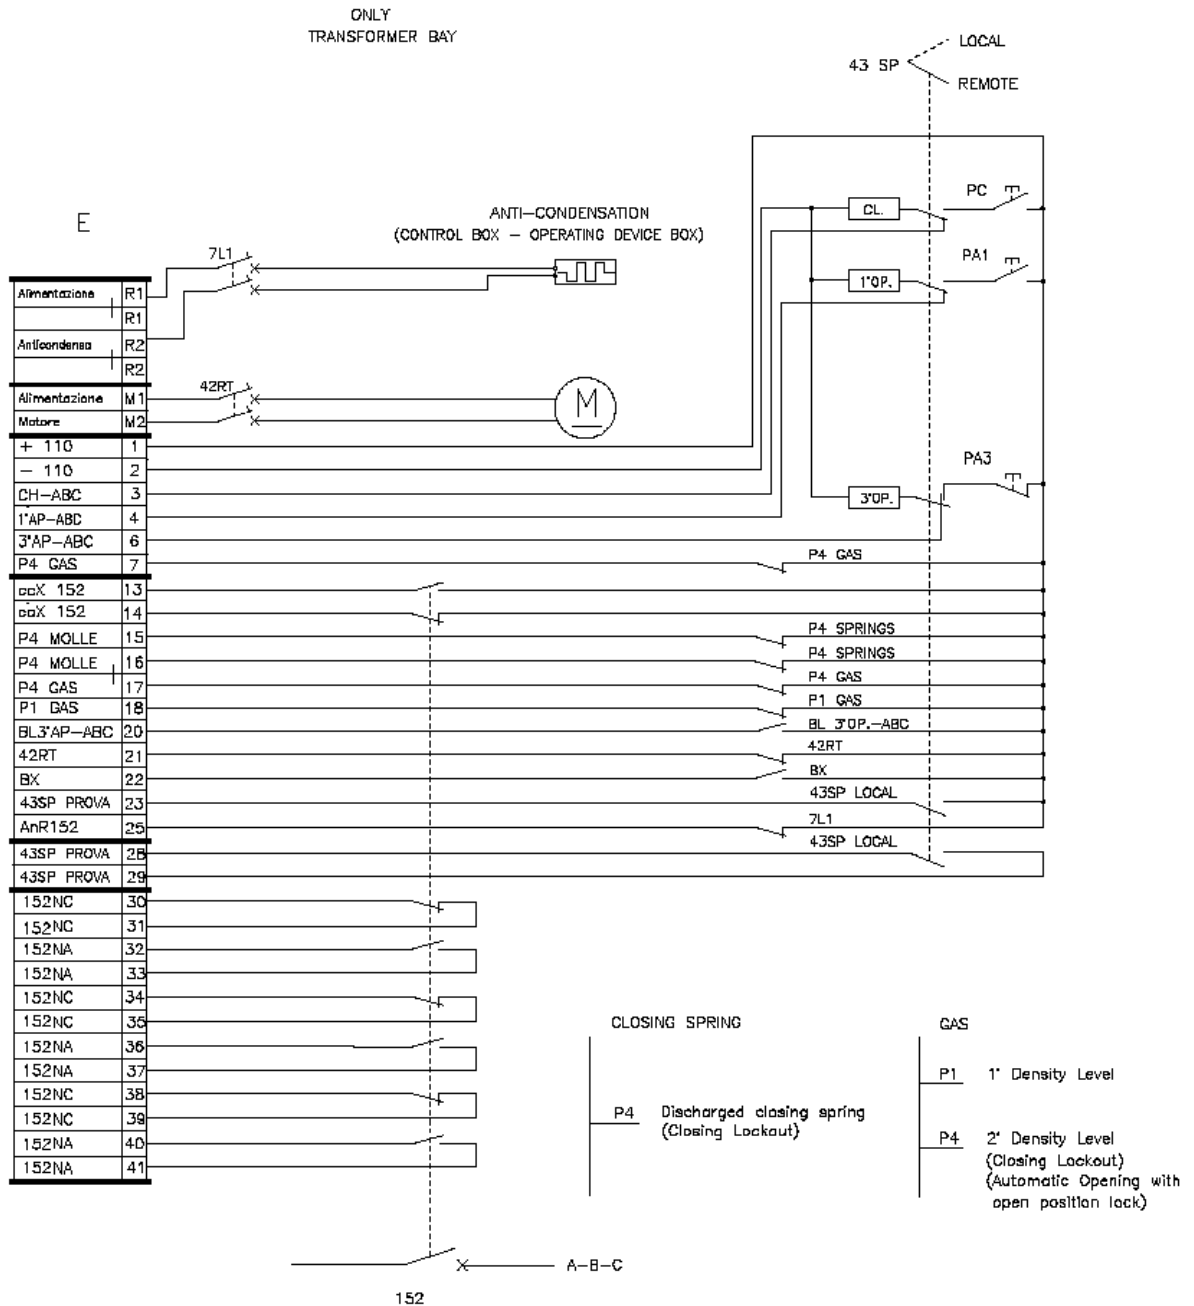 ONLY
TRANSFORMER BAY
43 SP
LOCAL
REMOTE
E
ANTI-CONDENSATION
(CONTROL BOX - OPERATING DEVICE BOX)
7L1
PC
CL.
PA1
1°OP.
42RT
M
PA3
3°OP.
Alimentazione R1
R1
Anticondensa R2
R2
Alimentazione M1
Motore M2
+ 110 1
- 110 2
CH-ABC 3
1°AP-ABC 4
3°AP-ABC 6
P4 GAS 7
P4 GAS
ccX 152 13
caX 152 14
P4 MOLLE 15
P4 SPRINGS
P4 MOLLE 16
P4 SPRINGS
P4 GAS 17
P4 GAS
P1 GAS 18
P1 GAS
BL3°AP-ABC 20
BL 3°OP.-ABC
42RT 21
42RT
BX 22
BX
43SP PROVA 23
43SP LOCAL
AnR152 25
7L1
43SP PROVA 28
43SP LOCAL
43SP PROVA 29
152NC 30
152NC 31
152NA 32
152NA 33
152NC 34
152NC 35
152NA 36
152NA 37
152NC 38
152NC 39
152NA 40
152NA 41
CLOSING SPRING
P4 Discharged closing spring
(Closing Lockout)
GAS
P1 1° Density Level
P4 2° Density Level
(Closing Lockout)
(Automatic Opening with
open position lock)
A-B-C
152